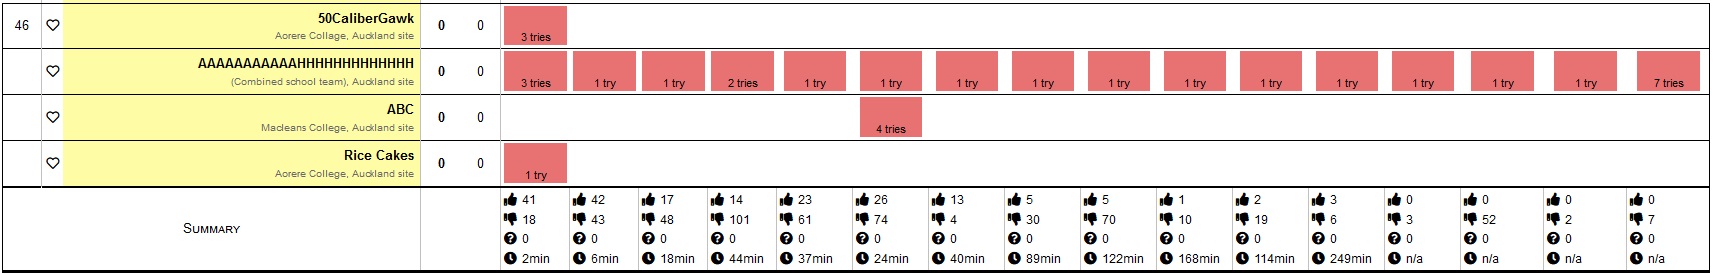 46 50CaliberGawk 0 0
Aorere Collage, Auckland site 3 tries
AAAAAAAAAAAHHHHHHHHHHHHH 0 0
(Combined school team), Auckland site 3 tries 1 try 1 try 2 tries 1 try 1 try 1 try 1 try 1 try 1 try 1 try 1 try 1 try 1 try 1 try 7 tries
ABC 0 0
Macleans College, Auckland site 4 tries
Rice Cakes 0 0
Aorere College, Auckland site 1 try
41 42 17 14 23 26 13 5 5 1 2 3 0 0 0 0
18 43 48 101 61 74 4 30 70 10 19 6 3 52 2 7
SUMMARY
0 0 0 0 0 0 0 0 0 0 0 0 0 0 0 0
2min 6min 18min 44min 37min 24min 40min 89min 122min 168min 114min 249min n/a n/a n/a n/a